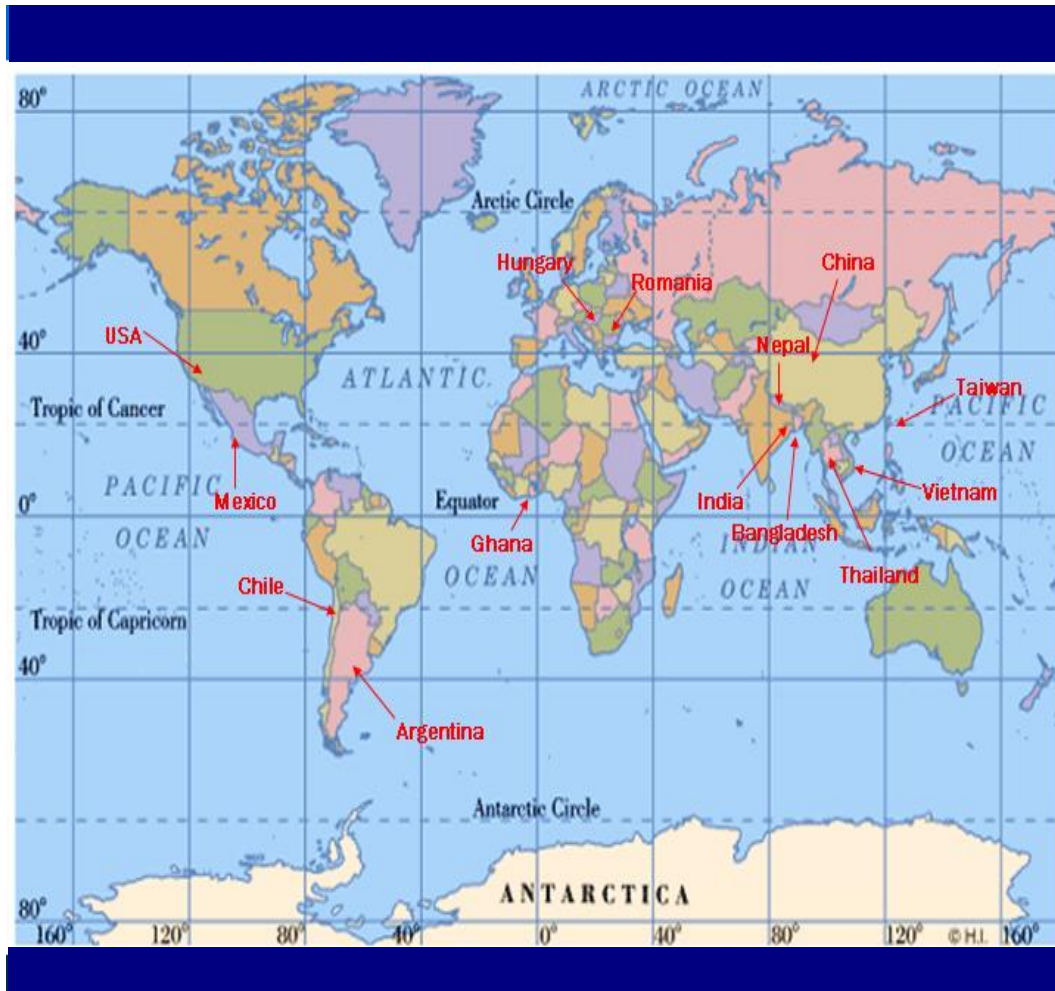 80°
ARCTIC OCEAN
Arctic Circle
Hungary
China
Romania
USA
Nepal
40°
ATLANTIC
Taiwan
Tropic of Cancer
PACIFIC
OCEAN
PACIFIC
Mexico
India
Vietnam
0°
Equator
Bangladesh
OCEAN
Ghana
INDIAN
Thailand
Chile
OCEAN
OCEAN
Tropic of Capricorn
40°
Argentina
Antarctic Circle
ANTARCTICA
80°
160° 120° 80° 40° 0° 40° 80° 120° © H.I. 160°